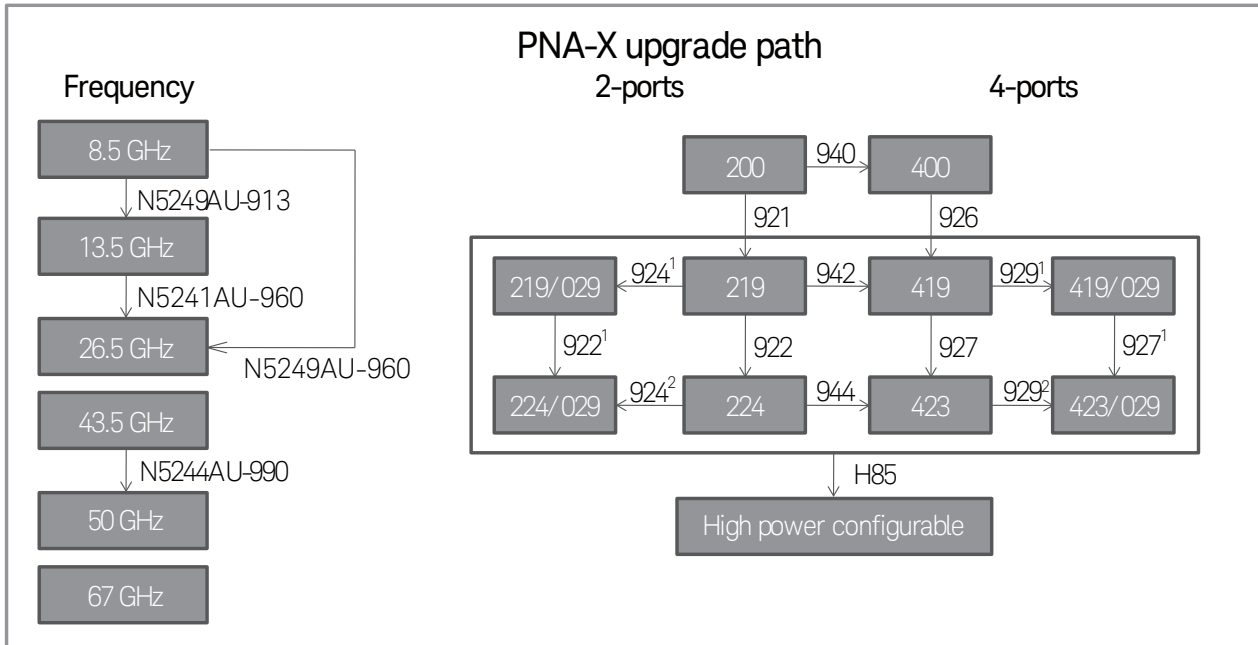 PNA-X upgrade path
Frequency
2-ports
4-ports
8.5 GHz
N5249AU-913
13.5 GHz
N5241AU-960
26.5 GHz
N5249AU-960
43.5 GHz
N5244AU-990
50 GHz
67 GHz
200
940
400
921
926
219/029
924¹
219
942
419
929¹
419/029
922¹
922
927
927¹
224/029
924²
224
944
423
929²
423/029
H85
High power configurable